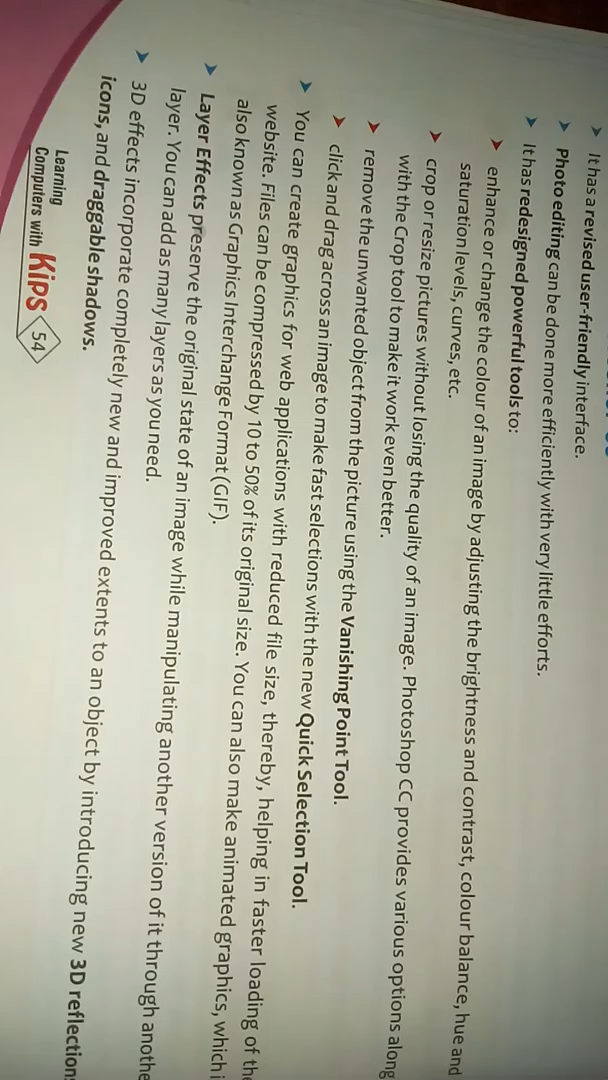 ➤ It has a revised user-friendly interface.
➤ Photo editing can be done more efficiently with very little efforts.
➤ It has redesigned powerful tools to:
➤ enhance or change the colour of an image by adjusting the brightness and contrast, colour balance, hue and
saturation levels, curves, etc.
➤ crop or resize pictures without losing the quality of an image. Photoshop CC provides various options along
with the Crop tool to make it work even better.
➤ remove the unwanted object from the picture using the Vanishing Point Tool.
➤ click and drag across an image to make fast selections with the new Quick Selection Tool.
➤ You can create graphics for web applications with reduced file size, thereby, helping in faster loading of the
website. Files can be compressed by 10 to 50% of its original size. You can also make animated graphics, which i
also known as Graphics Interchange Format (GIF).
➤ Layer Effects preserve the original state of an image while manipulating another version of it through anothe
layer. You can add as many layers as you need.
➤ 3D effects incorporate completely new and improved extents to an object by introducing new 3D reflection
icons, and draggable shadows.
Learning
Computers with Kips 54